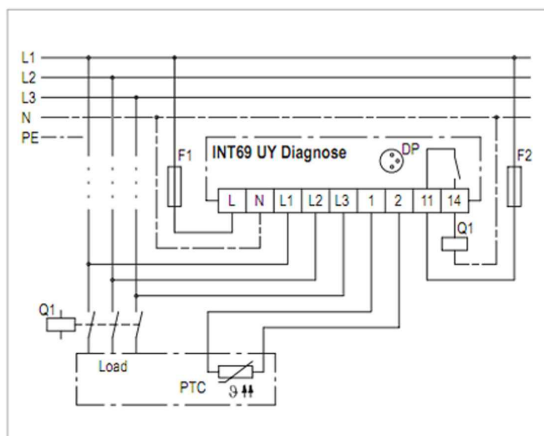 L1
L2
L3
N
PE
F1
INT69 UY Diagnose
DP
F2
L N L1 L2 L3 1 2 11 14
Q1
Q1
Load
PTC
ϑ